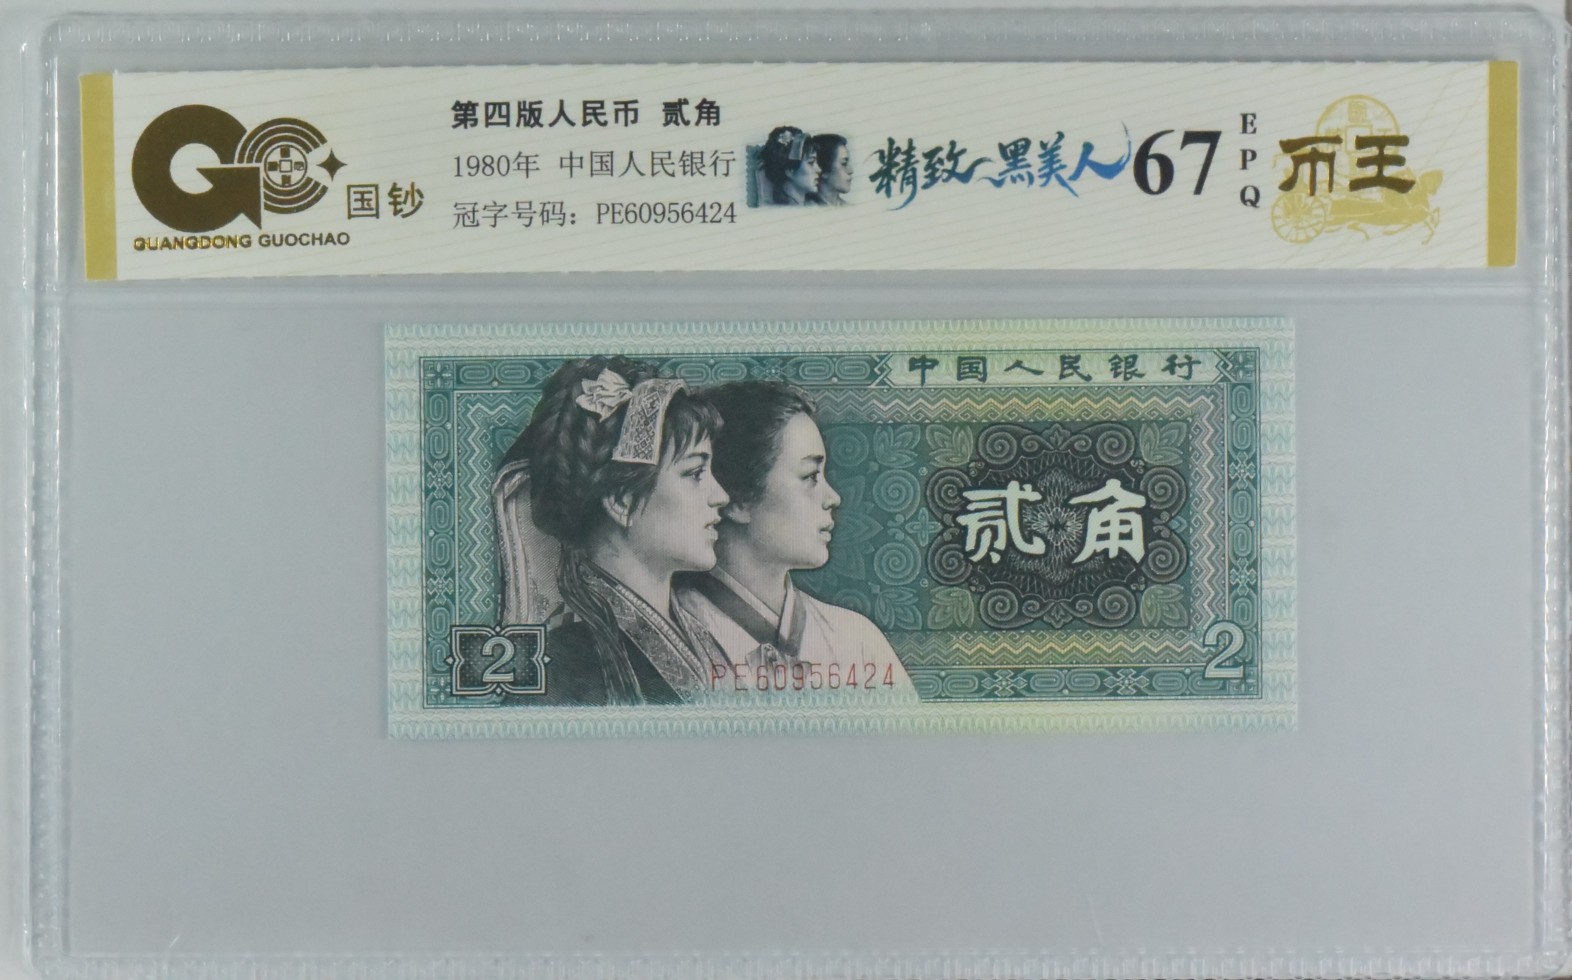 国钞
GUANGDONG GUOCHAO
第四版人民币 贰角
1980年 中国人民银行
冠字号码：PE60956424
精致黑美人
67
EPQ
币王
中国人民银行
贰角
2
2
PE60956424